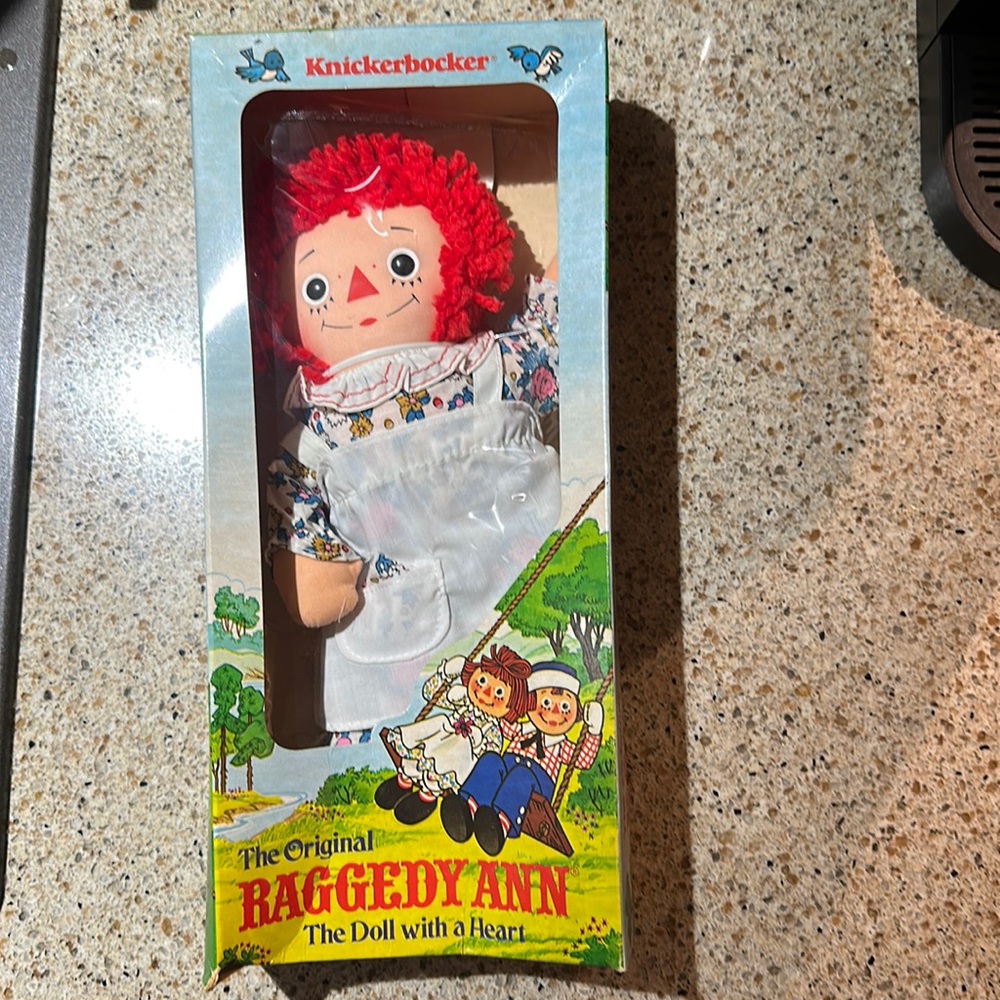 Knickerbocker®
The Original
RAGGEDY ANN®
The Doll with a Heart